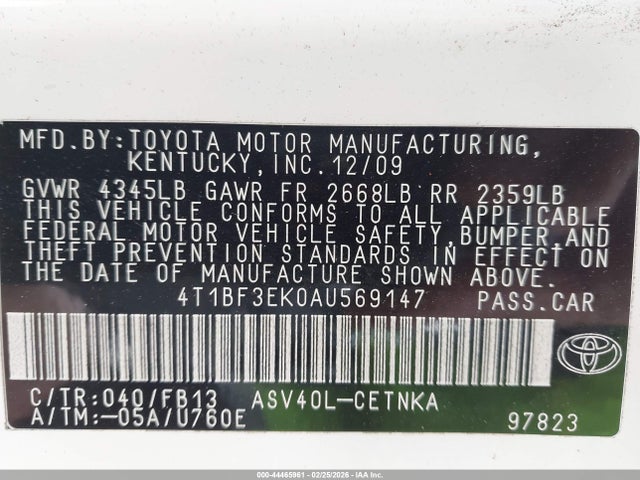 MFD.BY:TOYOTA MOTOR MANUFACTURING,
KENTUCKY,INC.12/09
GVWR 4345LB GAWR FR 2668LB RR 2359LB
THIS VEHICLE CONFORMS TO ALL APPLICABLE
FEDERAL MOTOR VEHICLE SAFETY,BUMPER,AND
THEFT PREVENTION STANDARDS IN EFFECT ON
THE DATE OF MANUFACTURE SHOWN ABOVE.
4T1BF3EK0AU569147 PASS.CAR
C/TR:040/FB13 ASV40L-CETNKA
A/TM:-05A/U760E 97823
000-44465961 - 02/25/2026 - IAAI.COM